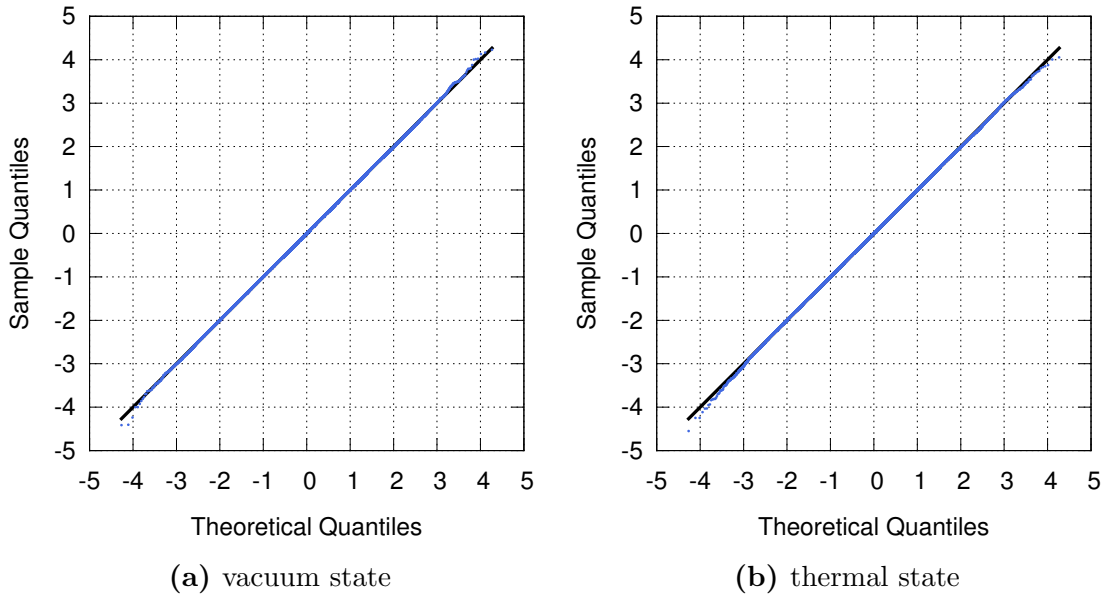 5
4
3
2
1
0
-1
-2
-3
-4
-5
-5 -4 -3 -2 -1 0 1 2 3 4 5
Sample Quantiles
Theoretical Quantiles
(a) vacuum state
5
4
3
2
1
0
-1
-2
-3
-4
-5
-5 -4 -3 -2 -1 0 1 2 3 4 5
Sample Quantiles
Theoretical Quantiles
(b) thermal state